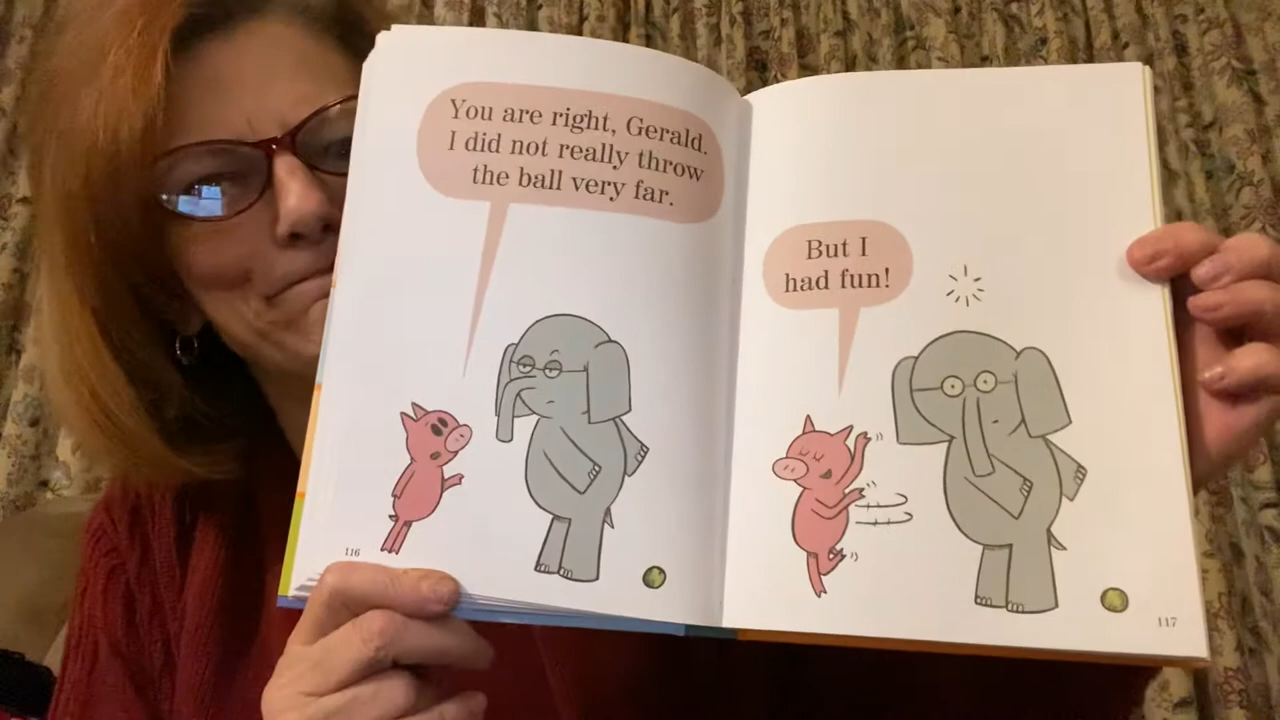 You are right, Gerald.
I did not really throw
the ball very far.
116
But I
had fun!
117